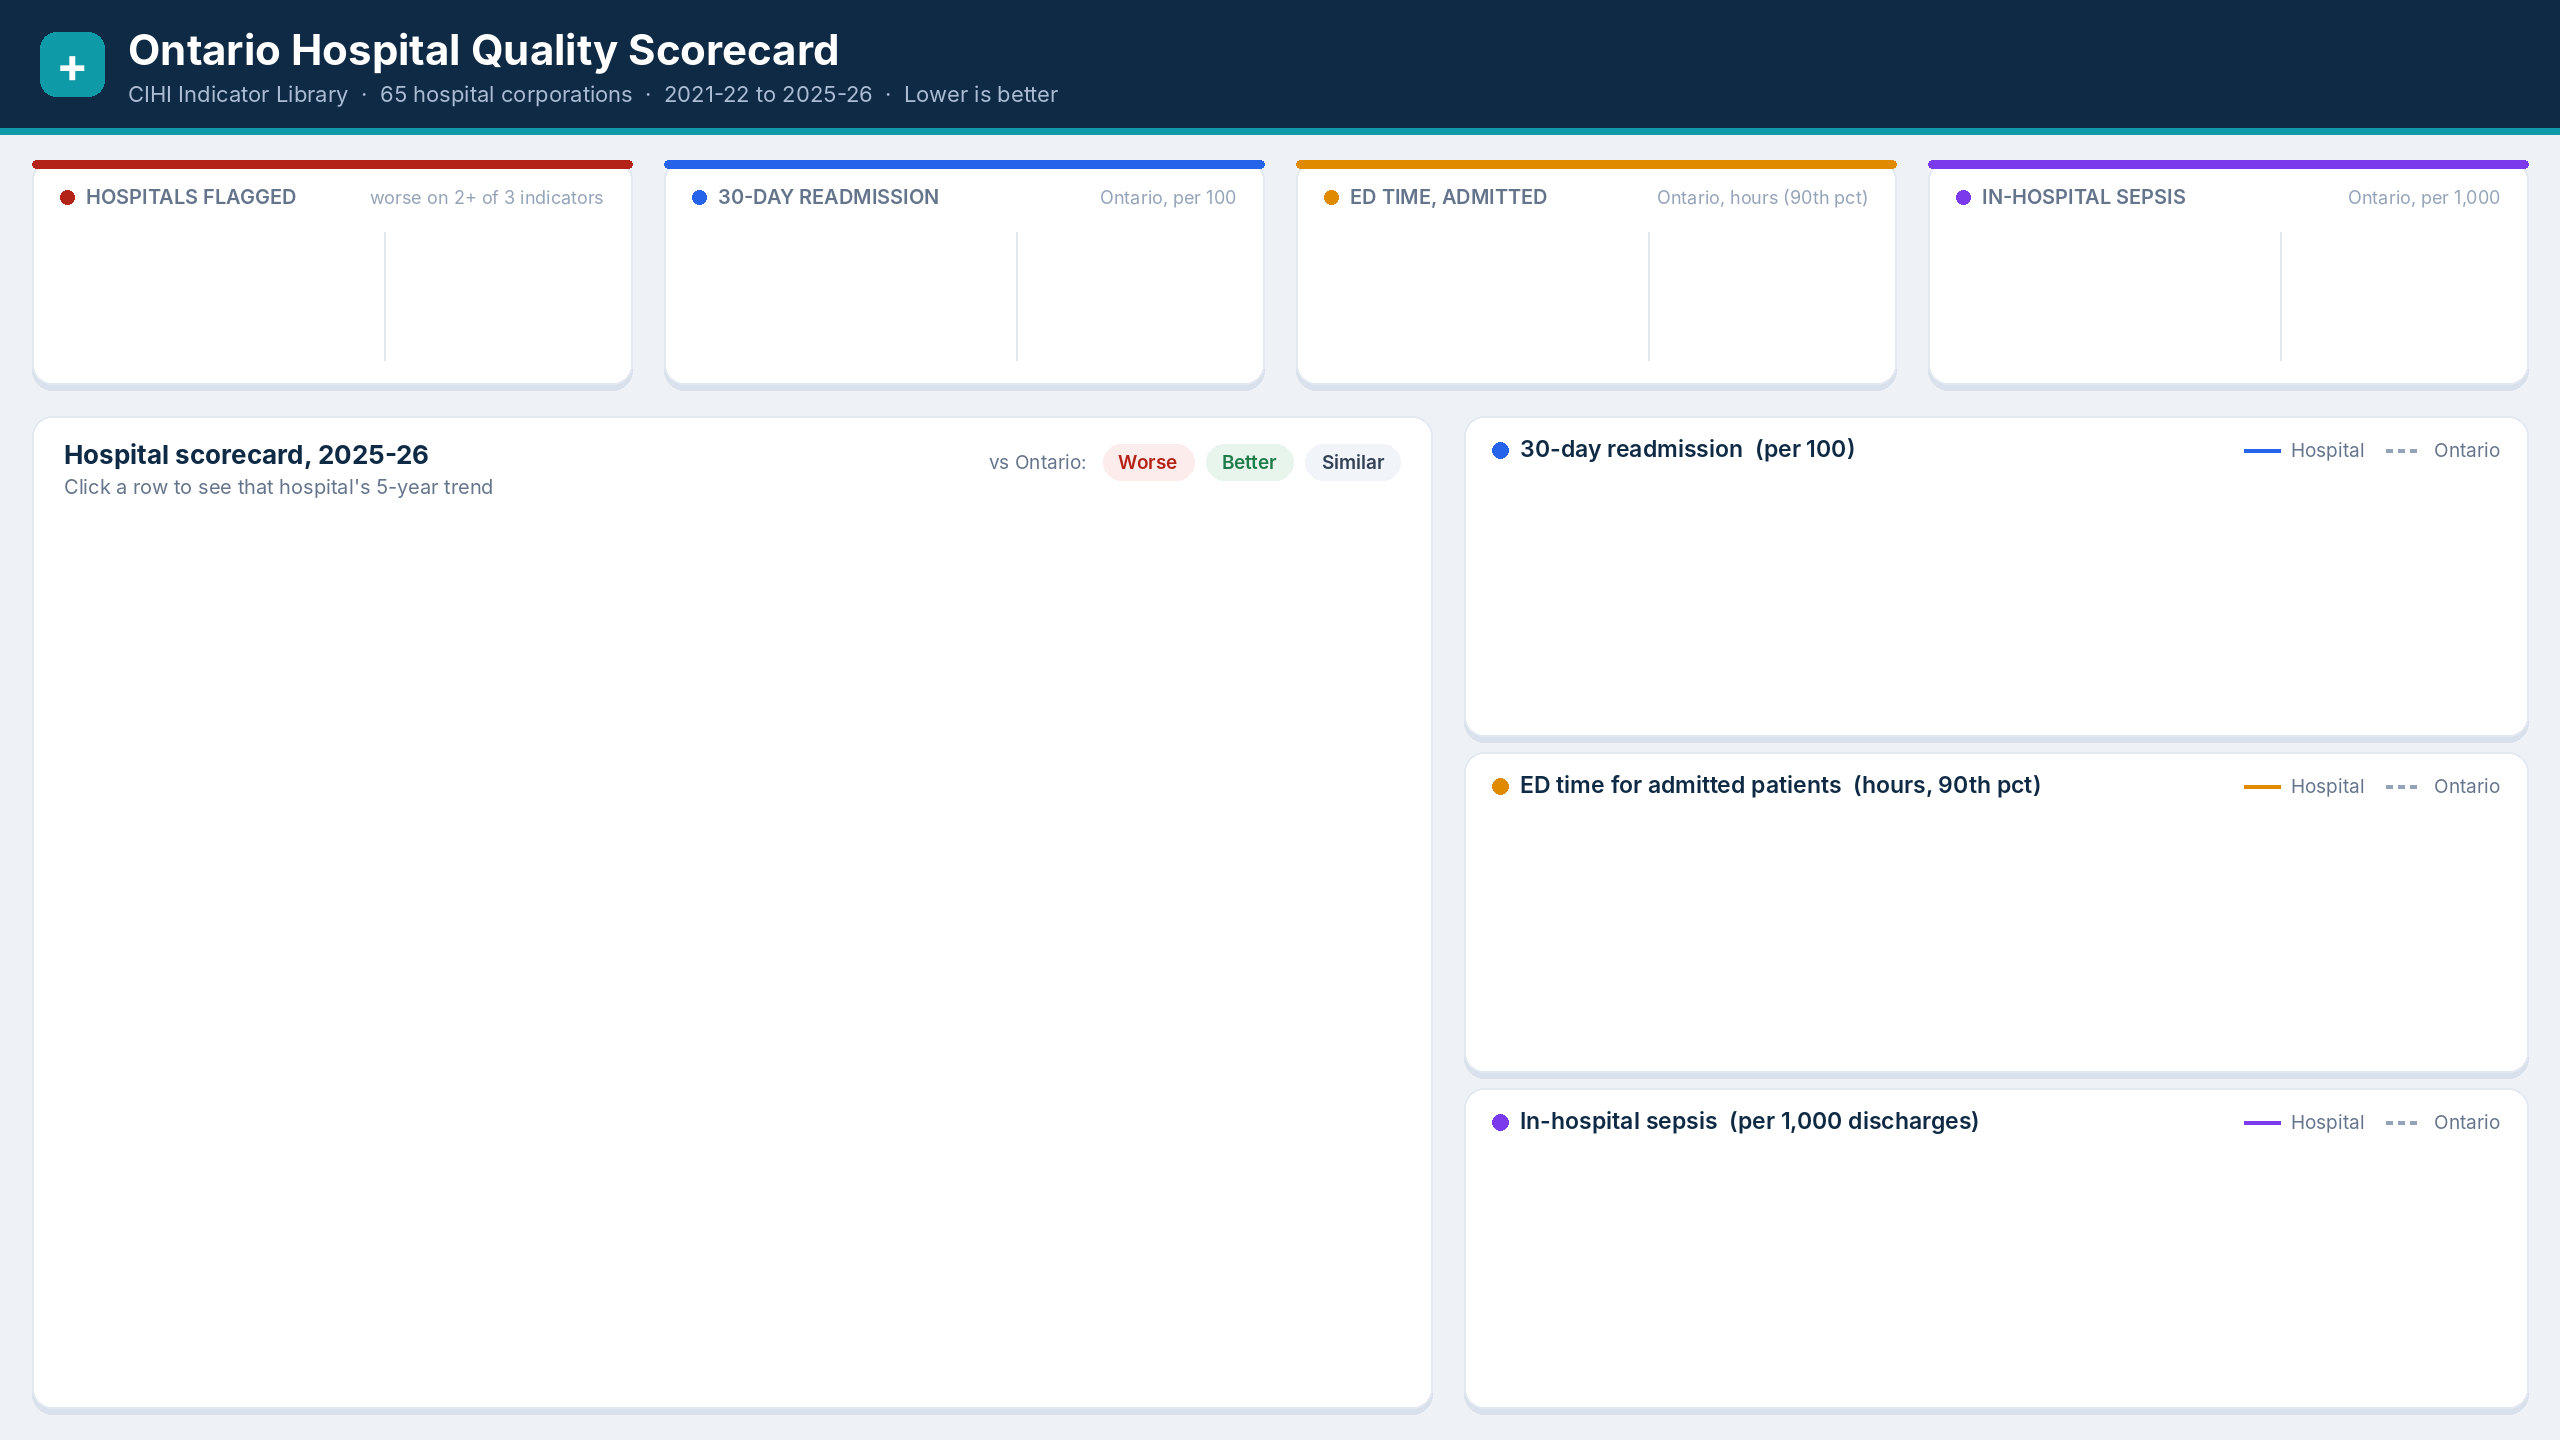 +
Ontario Hospital Quality Scorecard
CIHI Indicator Library · 65 hospital corporations · 2021-22 to 2025-26 · Lower is better
HOSPITALS FLAGGED worse on 2+ of 3 indicators
30-DAY READMISSION Ontario, per 100
ED TIME, ADMITTED Ontario, hours (90th pct)
IN-HOSPITAL SEPSIS Ontario, per 1,000
Hospital scorecard, 2025-26
Click a row to see that hospital's 5-year trend
vs Ontario: Worse Better Similar
30-day readmission (per 100) Hospital Ontario
ED time for admitted patients (hours, 90th pct) Hospital Ontario
In-hospital sepsis (per 1,000 discharges) Hospital Ontario